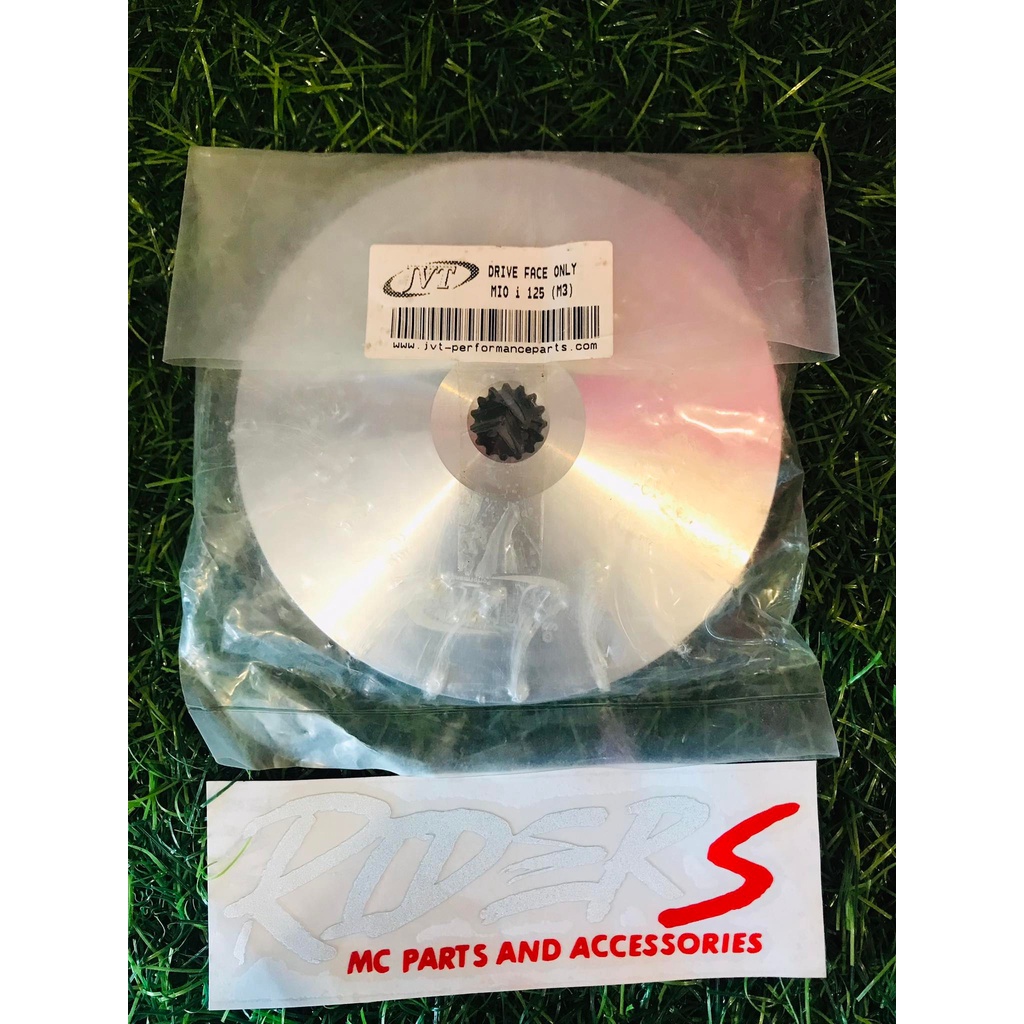 JVT
DRIVE FACE ONLY
MIO i 125 (M3)
www.jvt-performanceparts.com
RIDERS
MC PARTS AND ACCESSORIES